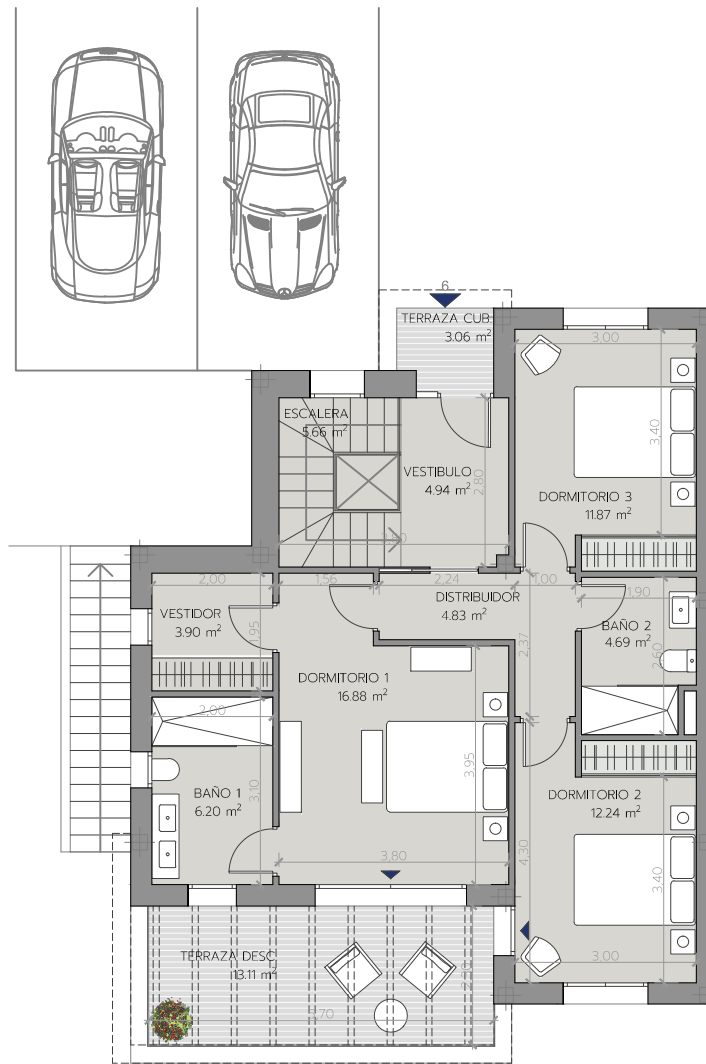 6
TERRAZA CUB.
3.06 m²
3,00
ESCALERA
5.66 m²
3,40
VESTIBULO
4.94 m²
2,80
DORMITORIO 3
11.87 m²
2,00
1,56
2,24
1,00
1,90
VESTIDOR
3.90 m²
1,95
DISTRIBUIDOR
4.83 m²
BAÑO 2
4.69 m²
2,37
2,60
DORMITORIO 1
16.88 m²
2,00
3,95
BAÑO 1
6.20 m²
3,10
DORMITORIO 2
12.24 m²
3,80
4,30
3,40
TERRAZA DESC.
13.11 m²
3,00